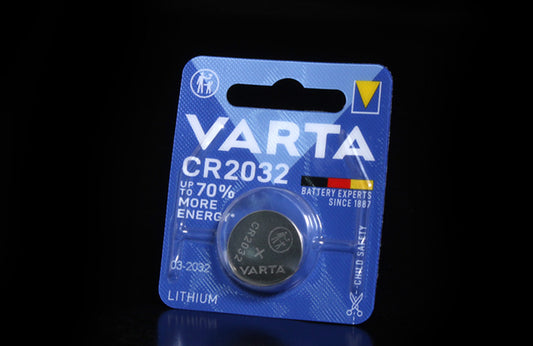 VARTA
CR2032
UP TO 70%
MORE
ENERGY
BATTERY EXPERTS
SINCE 1887
CR2032
VARTA
03-2032
CHILD SAFETY
LITHIUM